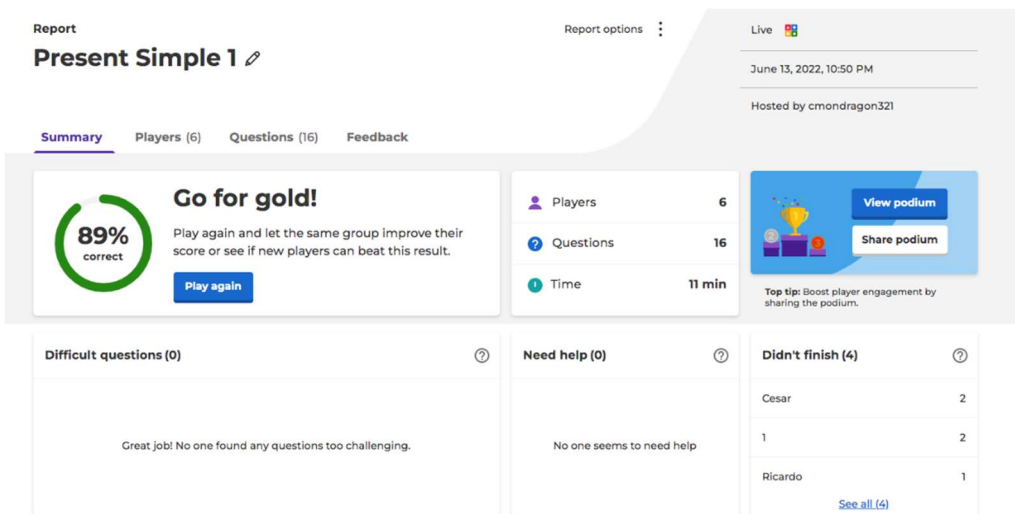 Report
Present Simple 1
Report options
Live
June 13, 2022, 10:50 PM
Hosted by cmondragon321
Summary
Players (6)
Questions (16)
Feedback
89%
correct
Go for gold!
Play again and let the same group improve their
score or see if new players can beat this result.
Play again
Players 6
Questions 16
Time 11 min
2
3
View podium
Share podium
Top tip: Boost player engagement by
sharing the podium.
Difficult questions (0)
Great job! No one found any questions too challenging.
Need help (0)
No one seems to need help
Didn't finish (4)
Cesar 2
1 2
Ricardo 1
See all (4)